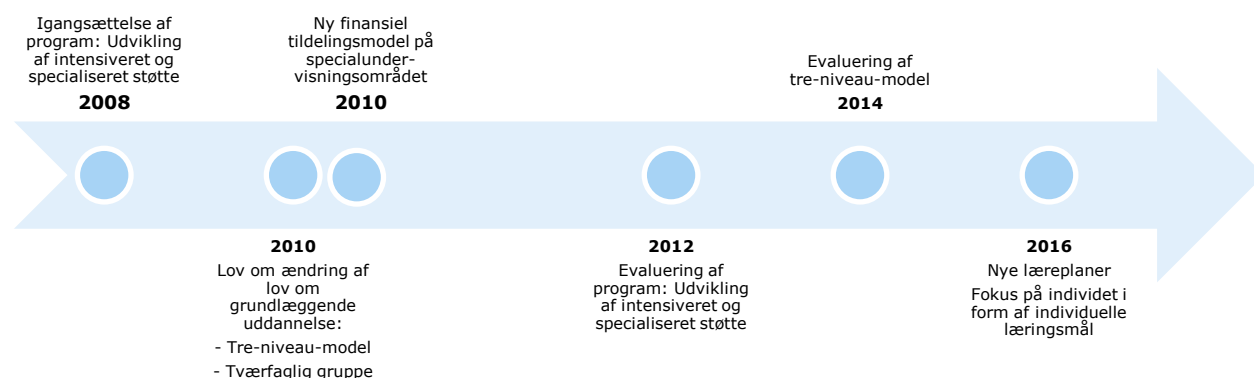 Igangsættelse af
program: Udvikling
af intensiveret og
specialiseret støtte
2008
Ny finansiel
tildelingsmodel på
specialunder-
visningsområdet
2010
Evaluering af
tre-niveau-model
2014
2010
Lov om ændring af
lov om
grundlæggende
uddannelse:
- Tre-niveau-model
- Tværfaglig gruppe
2012
Evaluering af
program: Udvikling
af intensiveret og
specialiseret støtte
2016
Nye læreplaner
Fokus på individet i
form af individuelle
læringsmål